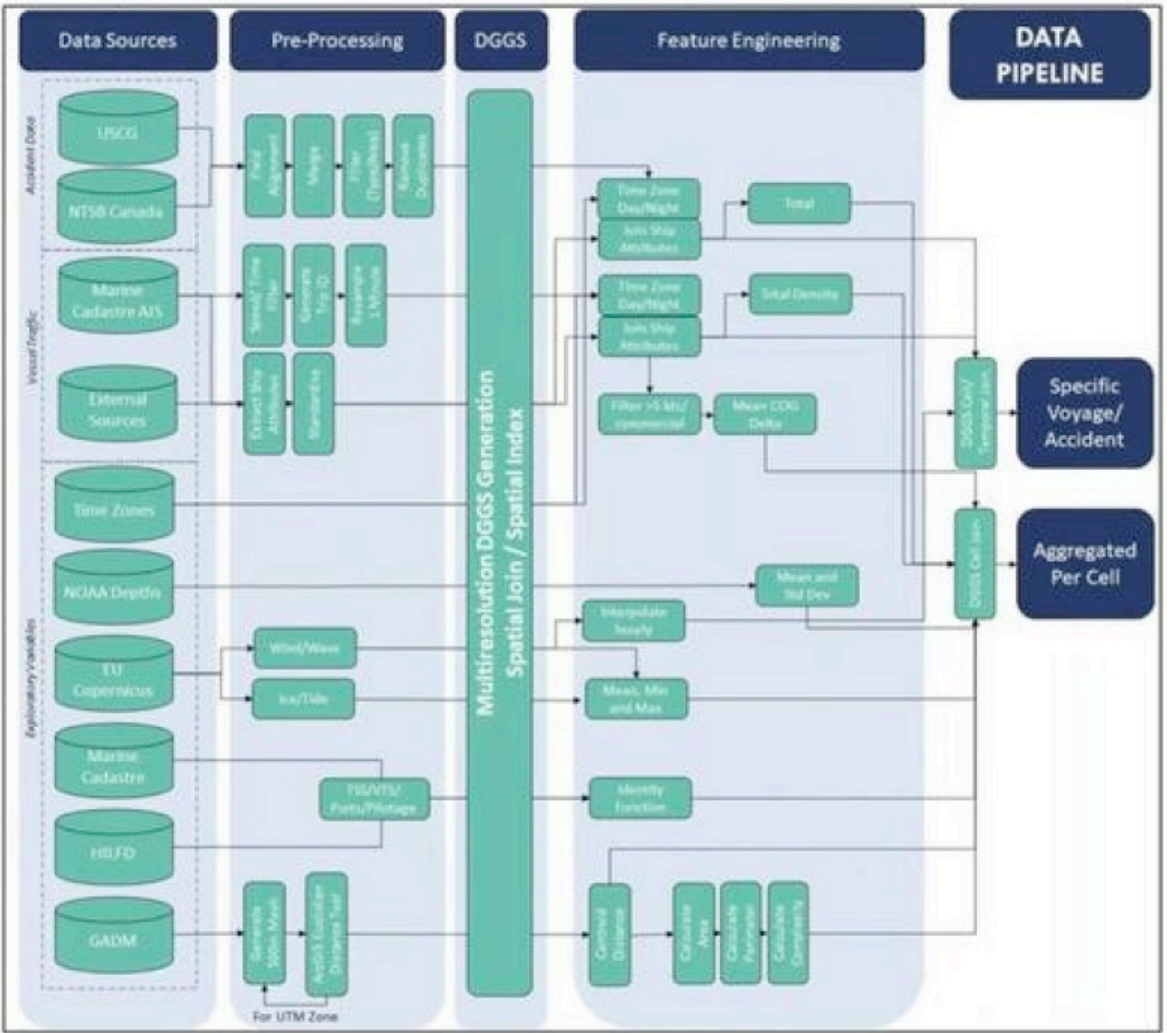 Data Sources
Pre-Processing
DGGS
Feature Engineering
DATA
PIPELINE
Accident Data
USCG
NTSB Canada
Field
Alignment
Merge
Filter
(Type/Area)
Remove
Duplicates
Time Zone
Day/Night
Join Ship
Attributes
Total
Vessel Traffic
Marine
Cadastre AIS
External
Sources
Speed/ Time
Filter
Generate
Trip ID
Resample
1 Minute
Extract Ship
Attributes
Standardise
Time Zone
Day/Night
Join Ship
Attributes
Total Density
Filter >5 kts/
commercial
Mean COG
Delta
DGGS Cell/
Temporal Join
Specific
Voyage/
Accident
Multiresolution DGGS Generation
Spatial Join / Spatial Index
Exploratory Variables
Time Zones
NOAA Depths
EU
Copernicus
Marine
Cadastre
HILFD
GADM
Wind/Wave
Ice/Tide
TSS/VTS/
Ports/Pilotage
Generate
500m Mesh
ArcGIS Euclidian
Distance Tool
For UTM Zone
Mean and
Std Dev
Interpolate
hourly
Mean, Min
and Max
Identity
Function
Centroid
Distance
Calculate
Area
Calculate
Perimeter
Calculate
Complexity
DGGS Cell Join
Aggregated
Per Cell